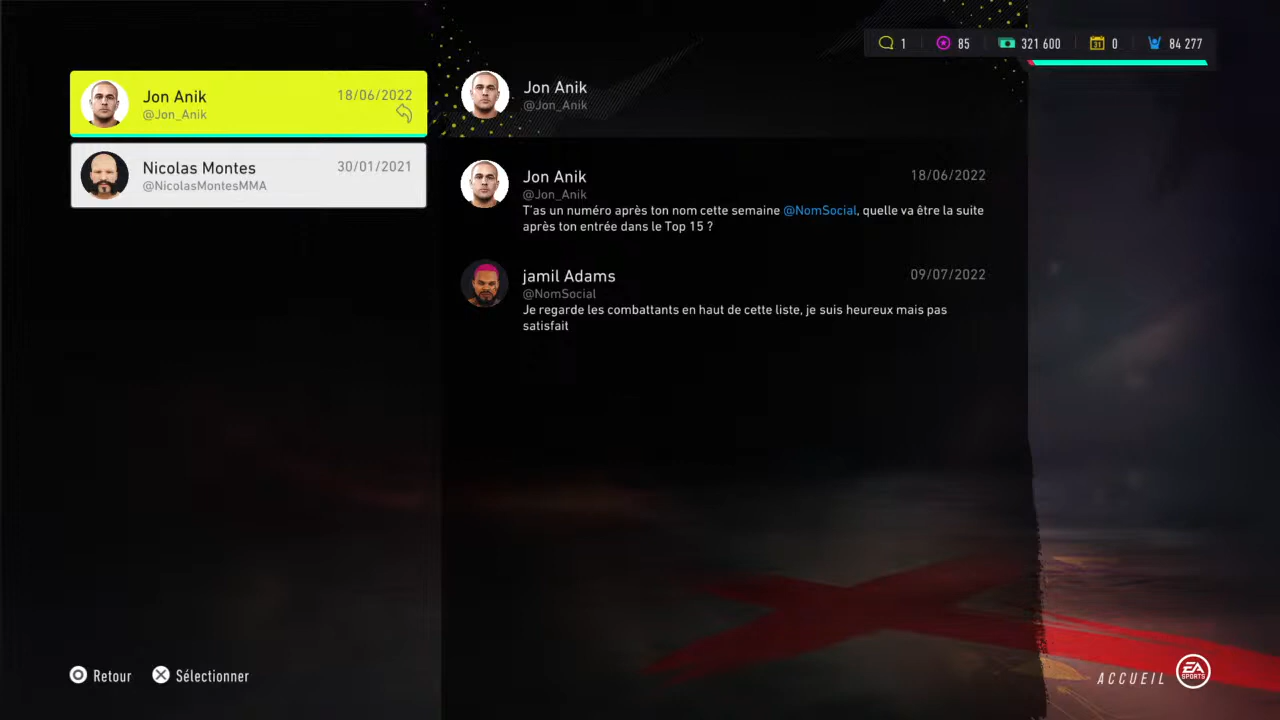 1 85 321 600 31 0 84 277
Jon Anik 18/06/2022
@Jon_Anik
Nicolas Montes 30/01/2021
@NicolasMontesMMA
Jon Anik
@Jon_Anik
Jon Anik 18/06/2022
@Jon_Anik
T'as un numéro après ton nom cette semaine @NomSocial, quelle va être la suite
après ton entrée dans le Top 15 ?
jamil Adams 09/07/2022
@NomSocial
Je regarde les combattants en haut de cette liste, je suis heureux mais pas
satisfait
Retour Sélectionner
ACCUEIL EA SPORTS